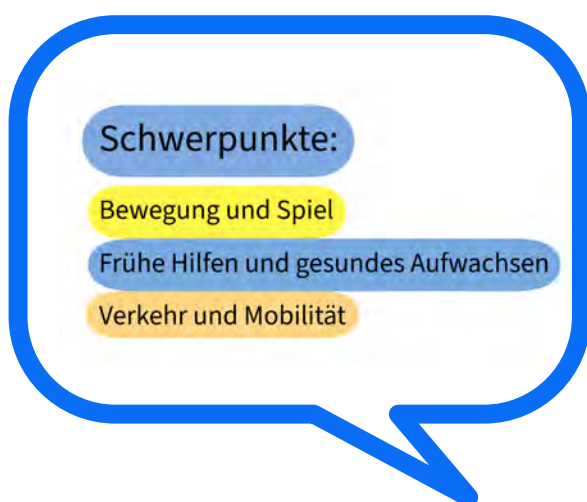 Schwerpunkte:
Bewegung und Spiel
Frühe Hilfen und gesundes Aufwachsen
Verkehr und Mobilität